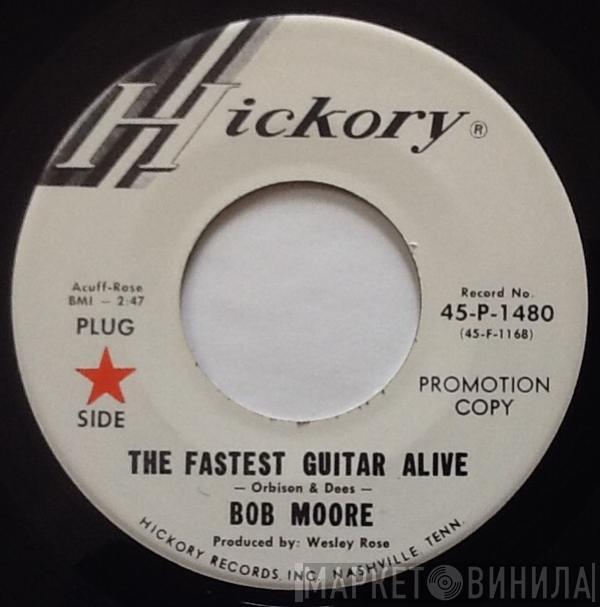 Hickory ®
Acuff-Rose
BMI - 2:47
PLUG
SIDE
Record No.
45-P-1480
(45-F-1168)
PROMOTION
COPY
THE FASTEST GUITAR ALIVE
- Orbison & Dees -
BOB MOORE
Produced by: Wesley Rose
HICKORY RECORDS, INC. NASHVILLE, TENN.
МАРКЕТ ВИНИЛА